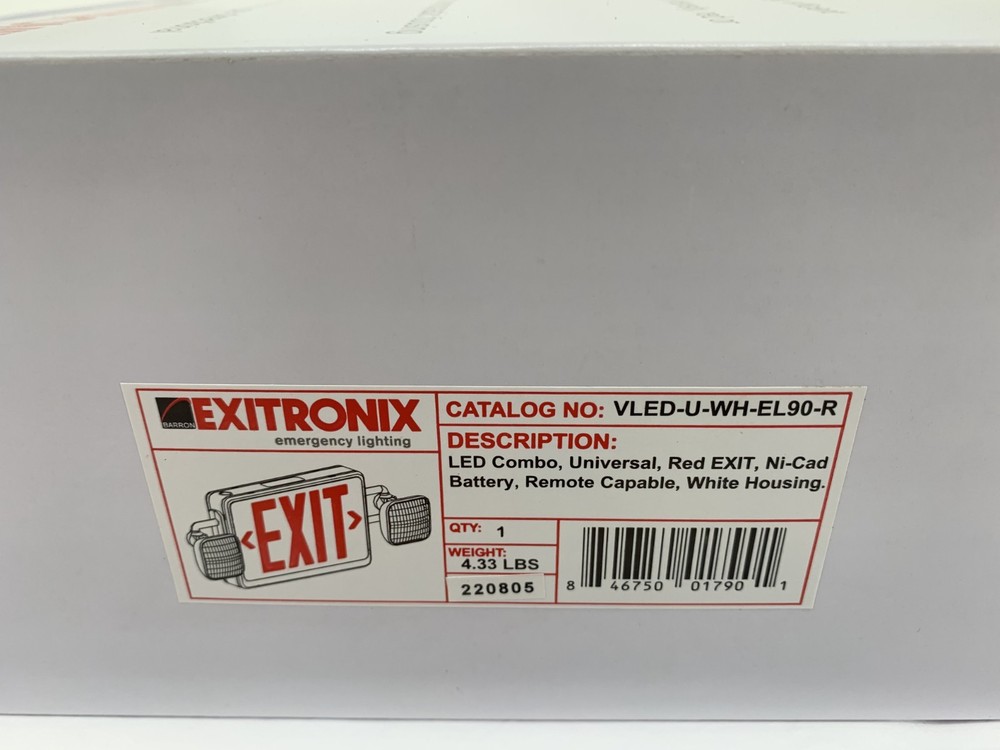 BARRON
EXITRONIX
emergency lighting
<EXIT>
CATALOG NO: VLED-U-WH-EL90-R
DESCRIPTION:
LED Combo, Universal, Red EXIT, Ni-Cad
Battery, Remote Capable, White Housing.
QTY: 1
WEIGHT:
4.33 LBS
220805
8 46750 01790 1